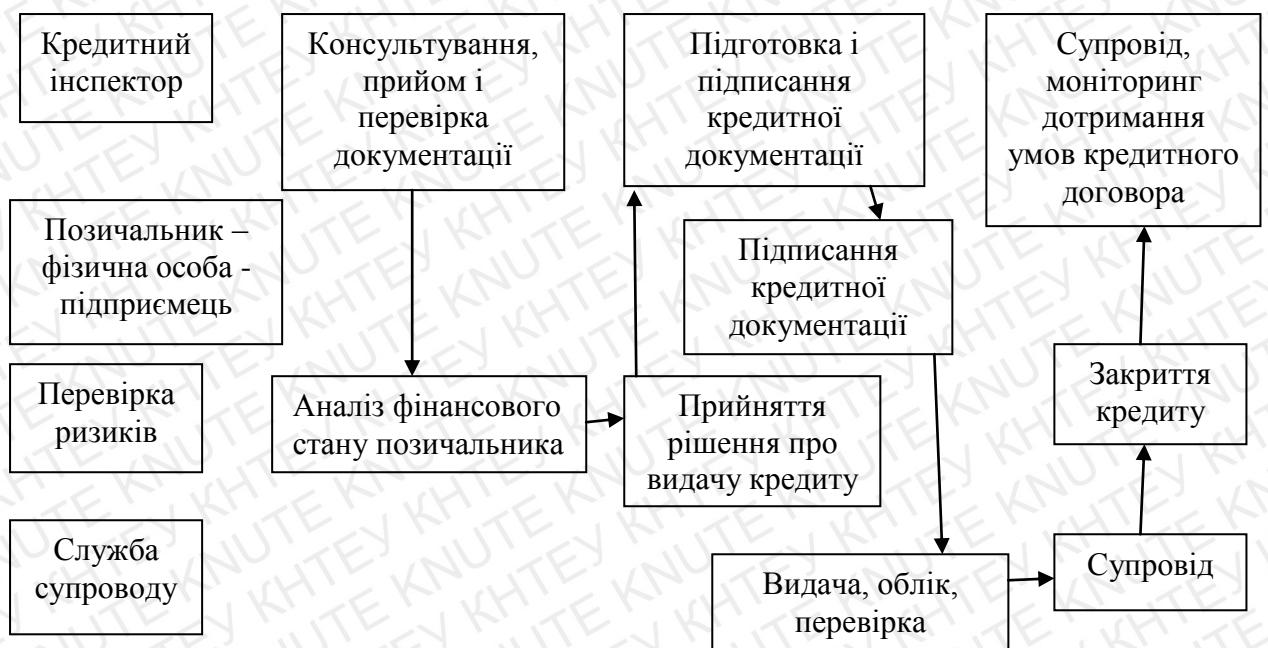 Кредитний
інспектор
Консультування,
прийом і
перевірка
документації
Підготовка і
підписання
кредитної
документації
Супровід,
моніторинг
дотримання
умов кредитного
договора
Позичальник –
фізична особа -
підприємець
Підписання
кредитної
документації
Перевірка
ризиків
Аналіз фінансового
стану позичальника
Прийняття
рішення про
видачу кредиту
Закриття
кредиту
Служба
супроводу
Видача, облік,
перевірка
Супровід